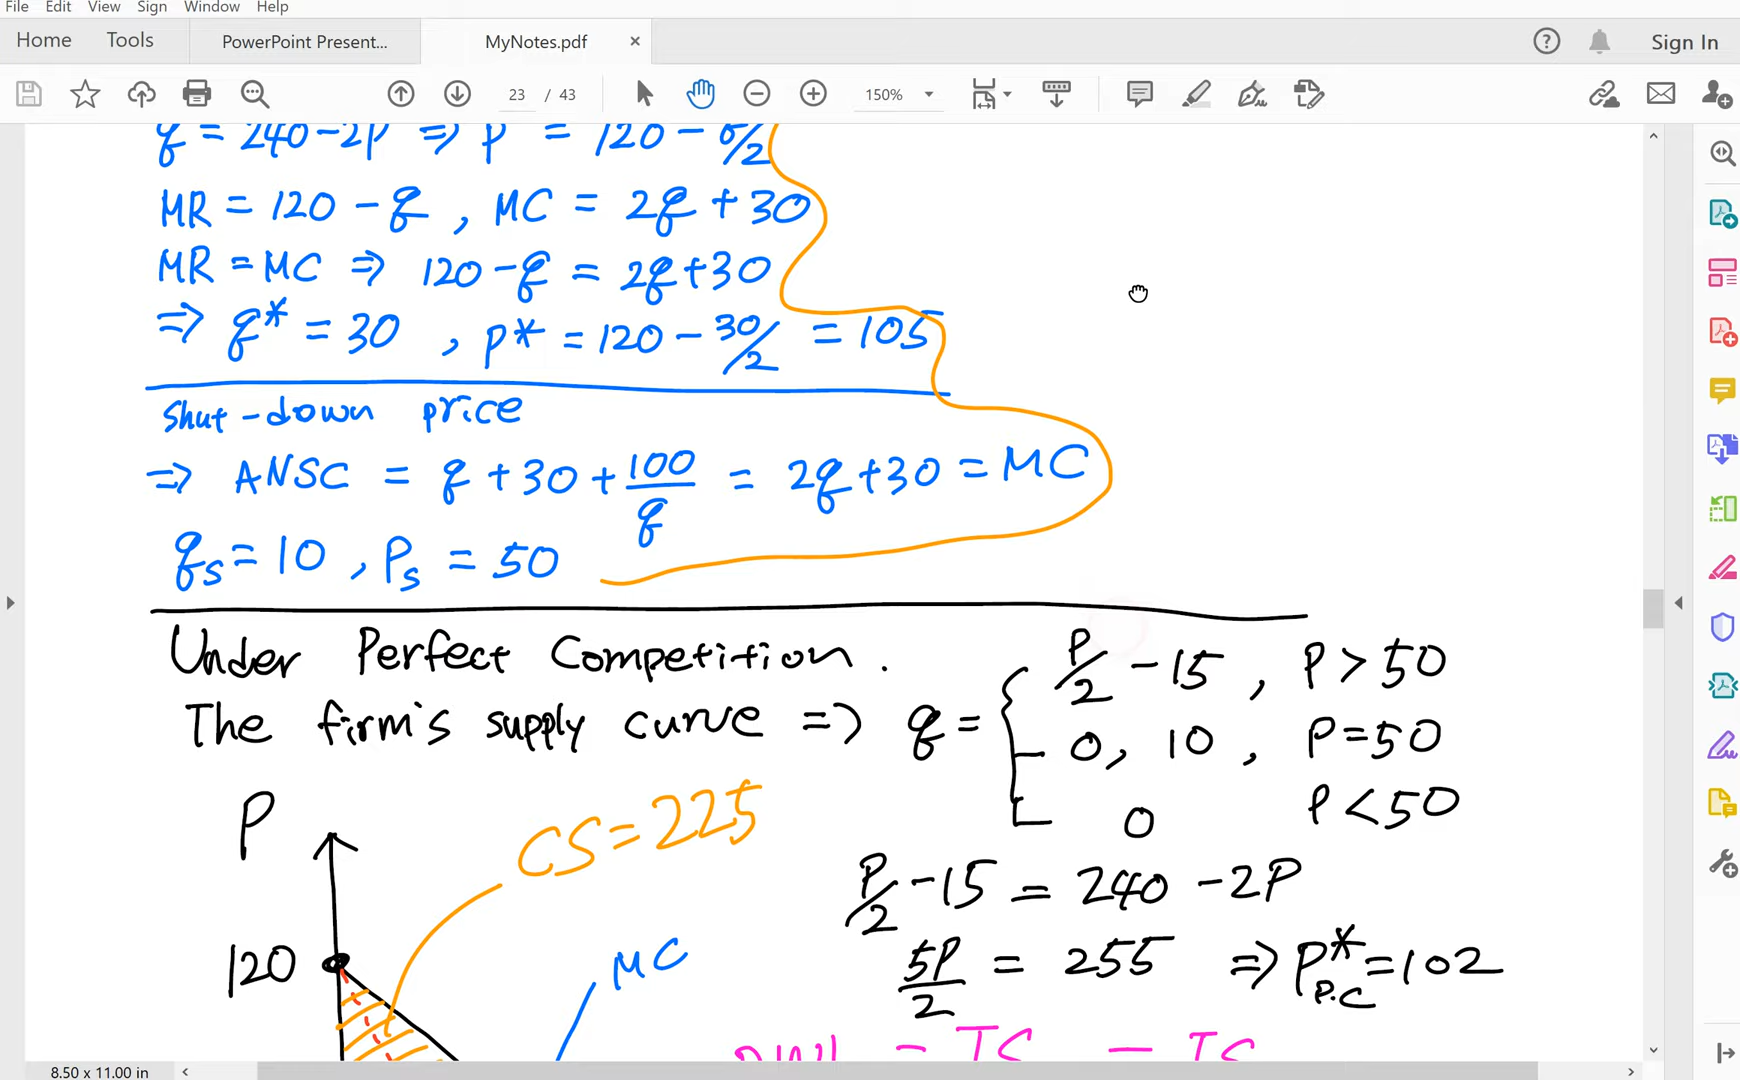 File Edit View Sign Window Help
Home Tools PowerPoint Present... MyNotes.pdf × Sign In
23 / 43 150%
q = 240-2P ⇒ P = 120 - q/2
MR = 120 - q , MC = 2q + 30
MR = MC ⇒ 120 - q = 2q+30
⇒ q* = 30 , P* = 120 - 30/2 = 105
Shut-down price
⇒ ANSC = q + 30 + 100/q = 2q+30 = MC
qs = 10 , Ps = 50
Under Perfect Competition .
The firm's supply curve ⇒ q = { P/2 - 15 , P > 50
0, 10 , P=50
0 P < 50
P
CS = 225
P/2 - 15 = 240 - 2P
120
MC
5P/2 = 255 ⇒ P*P.C = 102
DWL = TS - TS
8.50 x 11.00 in